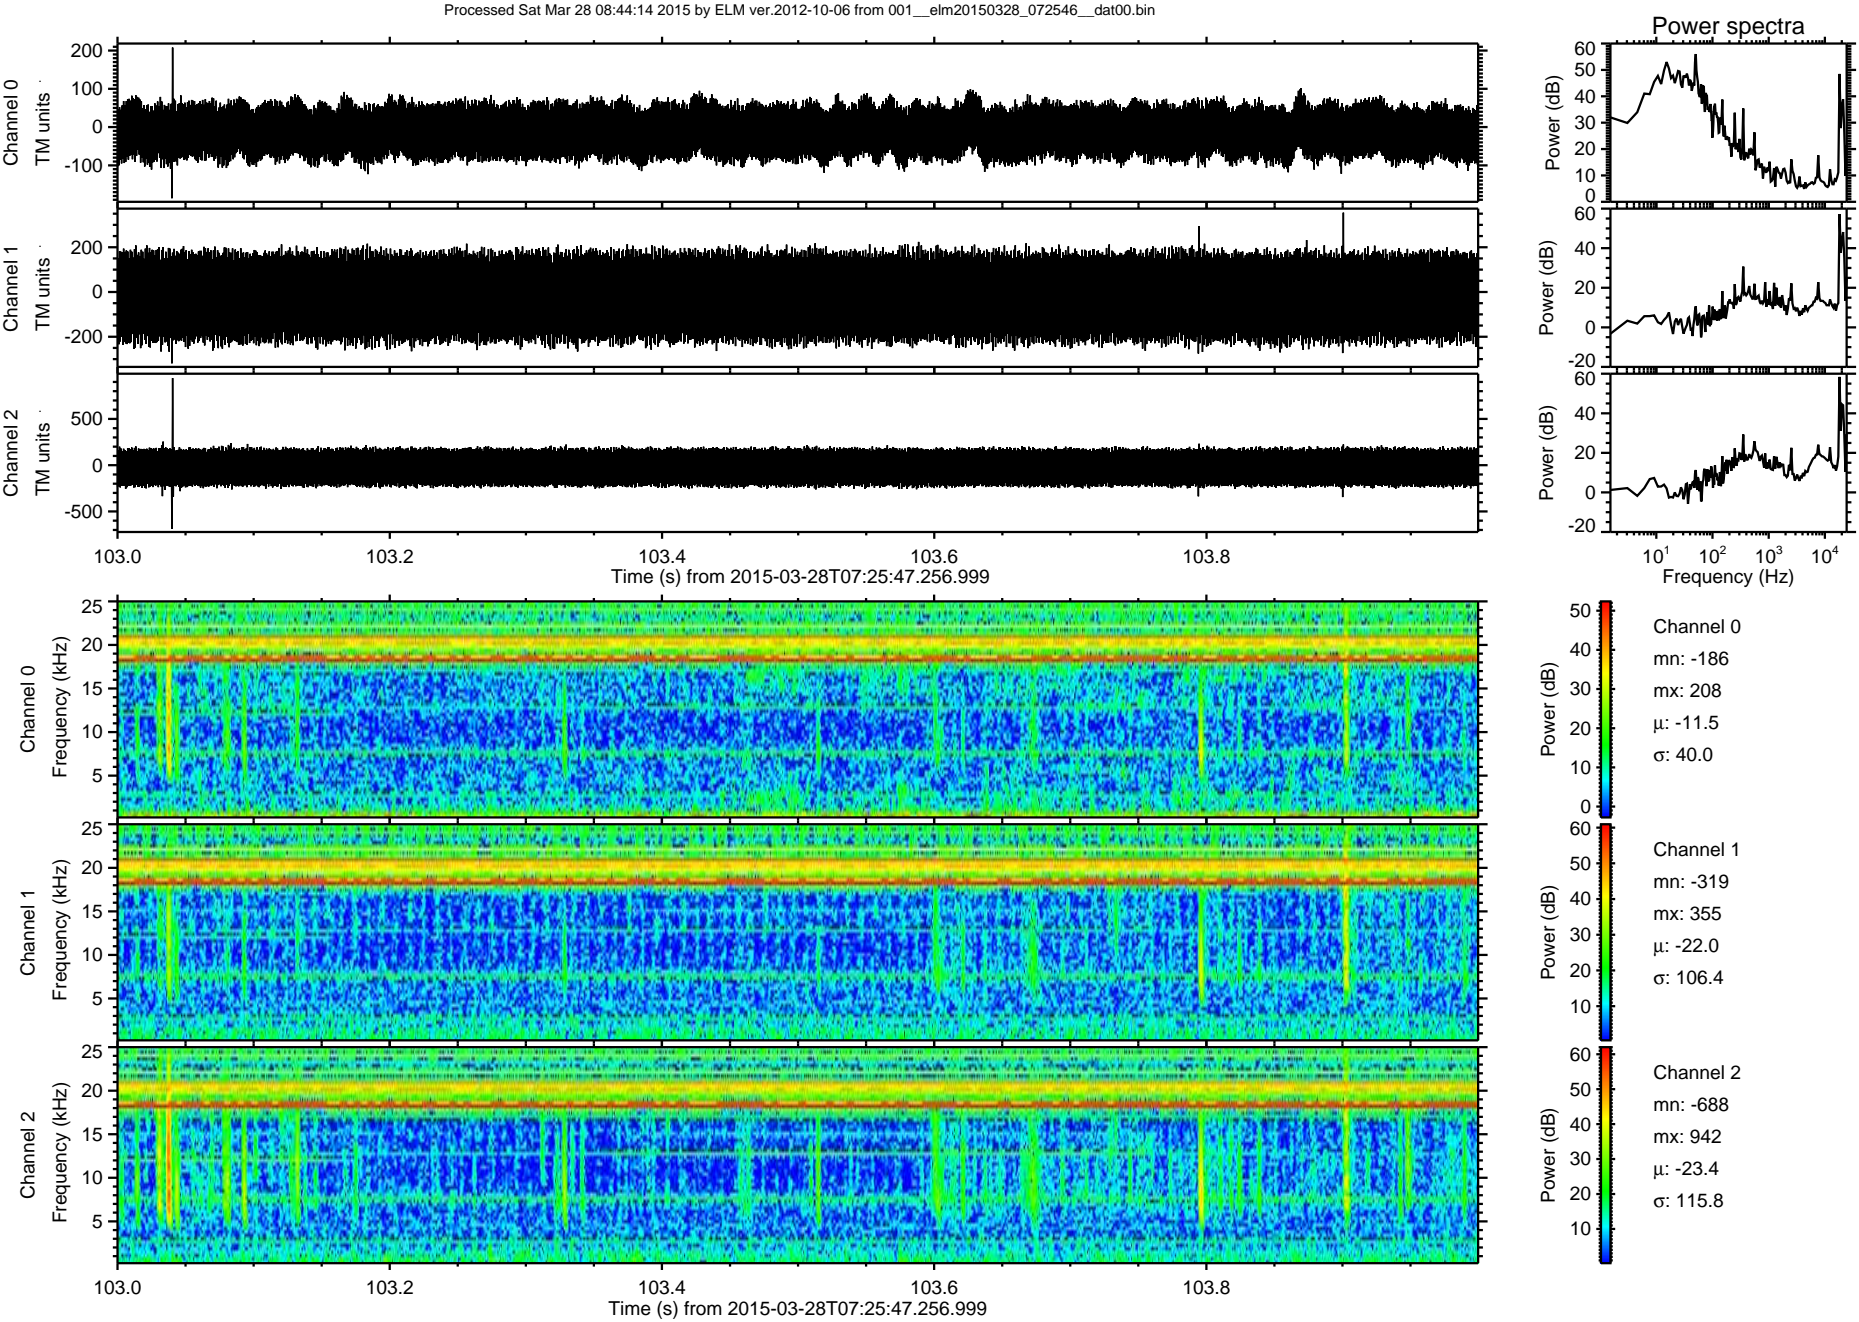 Processed Sat Mar 28 08:44:14 2015 by ELM ver.2012-10-06 from 001__elm20150328_072546__dat00.bin
Power spectra
Channel 0
TM units
200
100
0
-100
Power (dB)
60
50
40
30
20
10
0
Channel 1
TM units
200
0
-200
Power (dB)
60
40
20
0
-20
Channel 2
TM units
500
0
-500
Power (dB)
60
40
20
0
-20
103.0 103.2 103.4 103.6 103.8
Time (s) from 2015-03-28T07:25:47.256.999
10¹ 10² 10³ 10⁴
Frequency (Hz)
Channel 0
Frequency (kHz)
25
20
15
10
5
Power (dB)
50
40
30
20
10
0
Channel 0
mn: -186
mx: 208
μ: -11.5
σ: 40.0
Channel 1
Frequency (kHz)
25
20
15
10
5
Power (dB)
60
50
40
30
20
10
Channel 1
mn: -319
mx: 355
μ: -22.0
σ: 106.4
Channel 2
Frequency (kHz)
25
20
15
10
5
Power (dB)
60
50
40
30
20
10
Channel 2
mn: -688
mx: 942
μ: -23.4
σ: 115.8
103.0 103.2 103.4 103.6 103.8
Time (s) from 2015-03-28T07:25:47.256.999